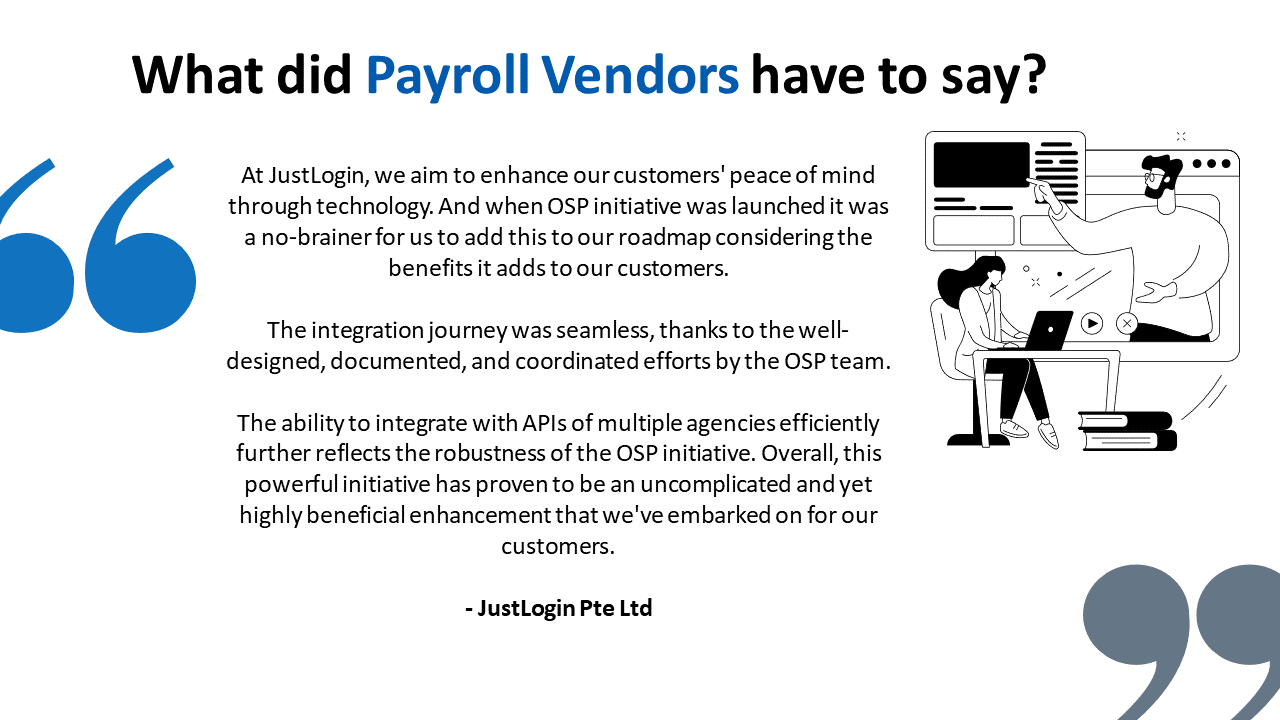 What did Payroll Vendors have to say?
At JustLogin, we aim to enhance our customers' peace of mind
through technology. And when OSP initiative was launched it was
a no-brainer for us to add this to our roadmap considering the
benefits it adds to our customers.
The integration journey was seamless, thanks to the well-
designed, documented, and coordinated efforts by the OSP team.
The ability to integrate with APIs of multiple agencies efficiently
further reflects the robustness of the OSP initiative. Overall, this
powerful initiative has proven to be an uncomplicated and yet
highly beneficial enhancement that we've embarked on for our
customers.
- JustLogin Pte Ltd